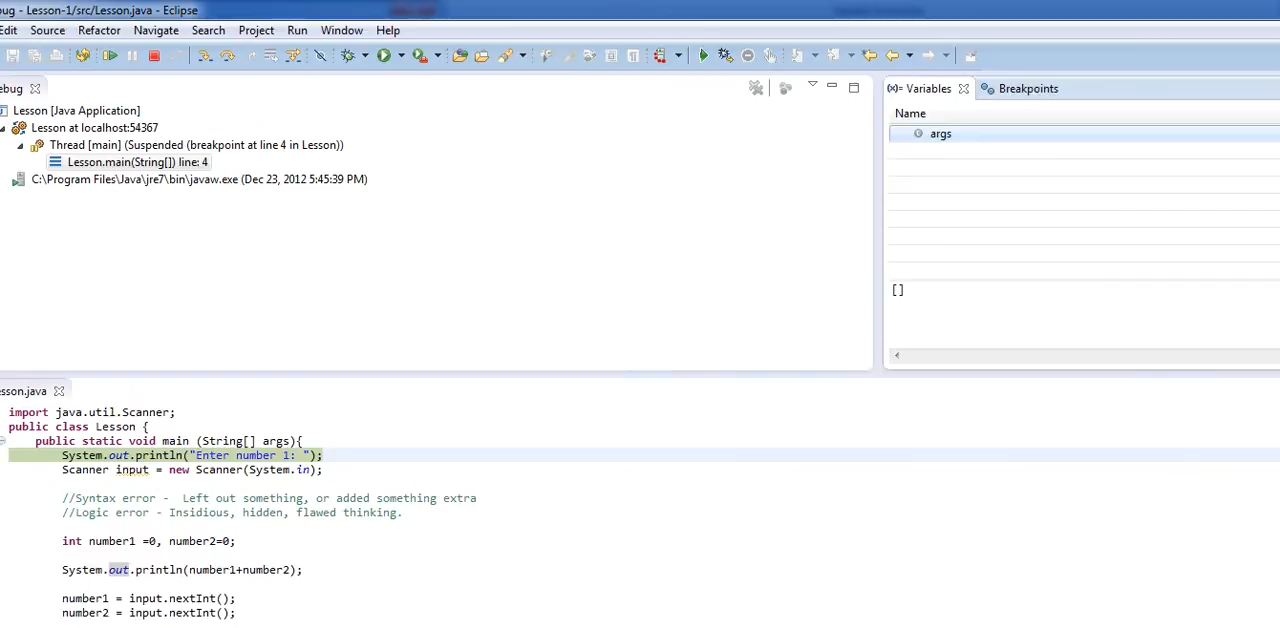 bug - Lesson-1/src/Lesson.java - Eclipse
Edit Source Refactor Navigate Search Project Run Window Help
ebug
Lesson [Java Application]
Lesson at localhost:54367
Thread [main] (Suspended (breakpoint at line 4 in Lesson))
Lesson.main(String[]) line: 4
C:\Program Files\Java\jre7\bin\javaw.exe (Dec 23, 2012 5:45:39 PM)
(x)= Variables Breakpoints
Name
args
[]
esson.java
import java.util.Scanner;
public class Lesson {
public static void main (String[] args){
System.out.println("Enter number 1: ");
Scanner input = new Scanner(System.in);
//Syntax error -  Left out something, or added something extra
//Logic error - Insidious, hidden, flawed thinking.
int number1 =0, number2=0;
System.out.println(number1+number2);
number1 = input.nextInt();
number2 = input.nextInt();